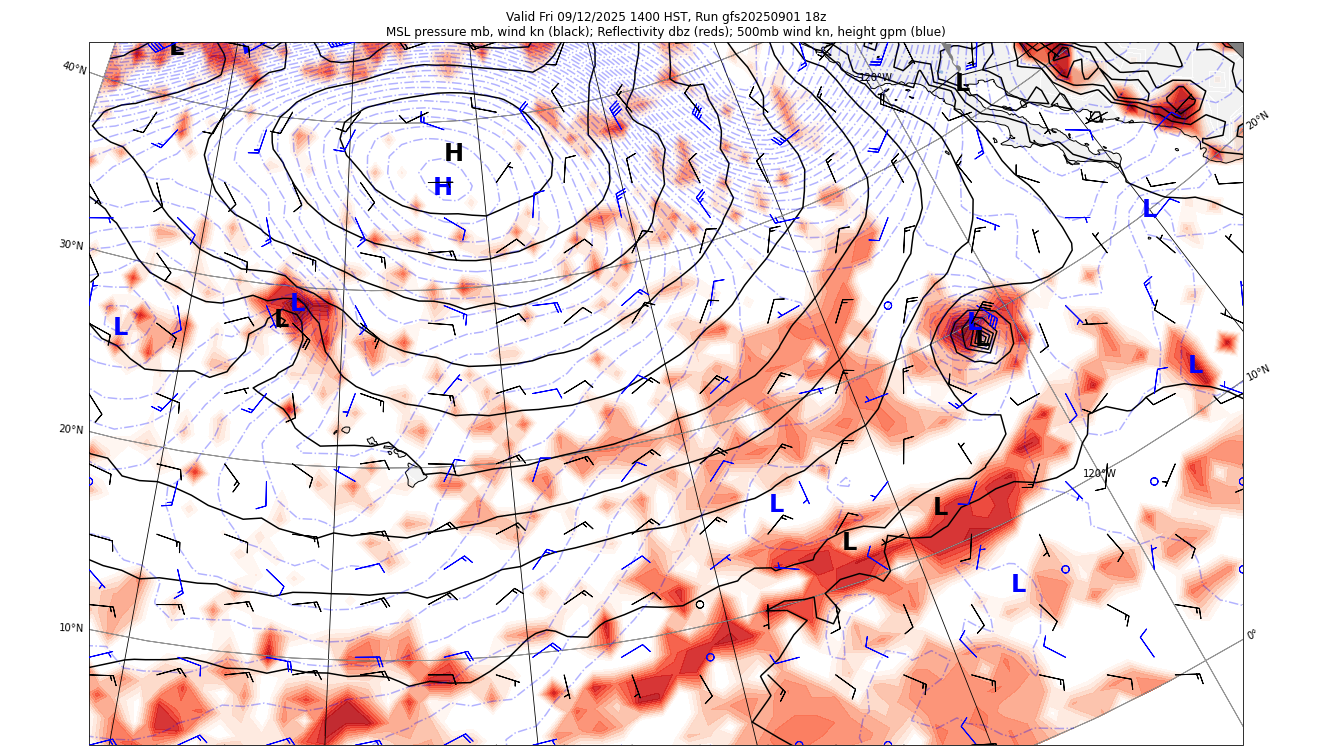 Valid Fri 09/12/2025 1400 HST, Run gfs20250901 18z
MSL pressure mb, wind kn (black); Reflectivity dbz (reds); 500mb wind kn, height gpm (blue)
L
40°N
120°W
L
20°N
H
H
L
30°N
L
L
L
L
L
L
10°N
20°N
120°W
L
L
L
L
10°N
0°